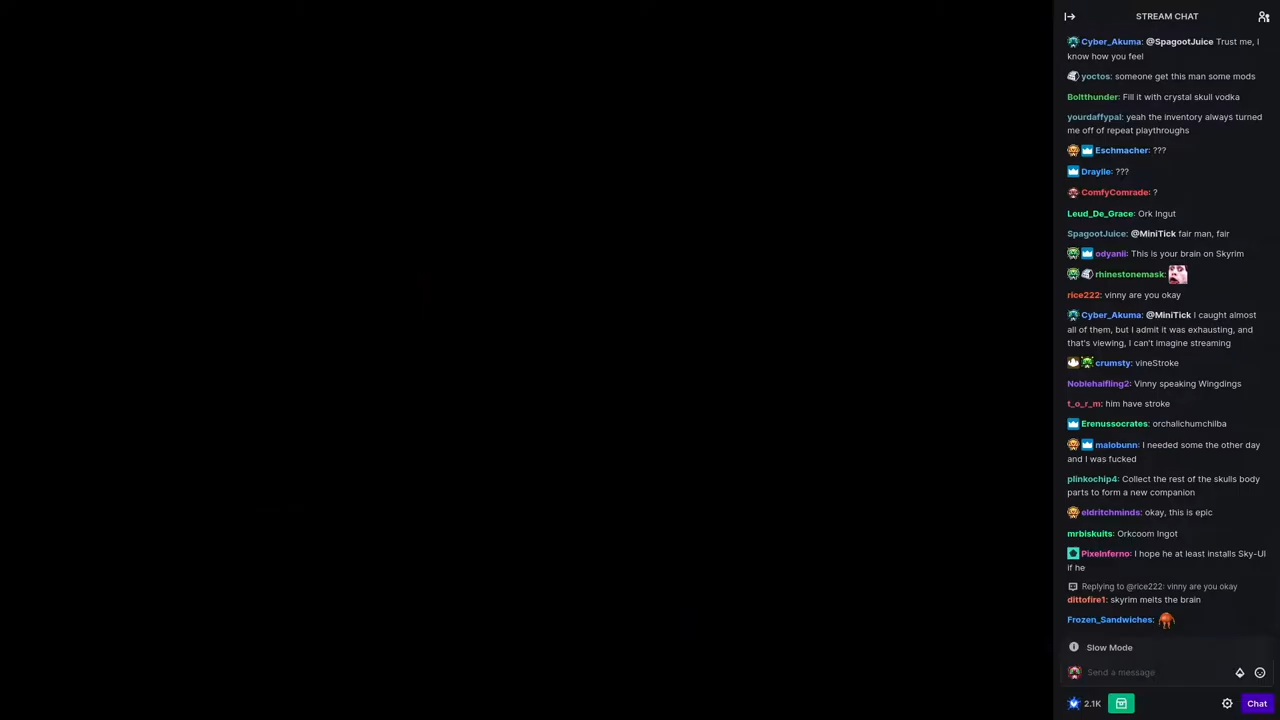 STREAM CHAT
Cyber_Akuma: @SpagootJuice Trust me, I
know how you feel
yoctos: someone get this man some mods
Boltthunder: Fill it with crystal skull vodka
yourdaffypal: yeah the inventory always turned
me off of repeat playthroughs
Eschmacher: ???
Draylle: ???
ComfyComrade: ?
Leud_De_Grace: Ork Ingut
SpagootJuice: @MiniTick fair man, fair
odyanii: This is your brain on Skyrim
rhinestonemask:
rice222: vinny are you okay
Cyber_Akuma: @MiniTick I caught almost
all of them, but I admit it was exhausting, and
that's viewing, I can't imagine streaming
crumsty: vineStroke
Noblehalfling2: Vinny speaking Wingdings
t_o_r_m: him have stroke
Erenussocrates: orchalichumchilba
malobunn: I needed some the other day
and I was fucked
plinkochip4: Collect the rest of the skulls body
parts to form a new companion
eldritchminds: okay, this is epic
mrbiskuits: Orkcoom Ingot
PixeInferno: I hope he at least installs Sky-UI
if he
Replying to @rice222: vinny are you okay
dittofire1: skyrim melts the brain
Frozen_Sandwiches:
Slow Mode
Send a message
2.1K
Chat